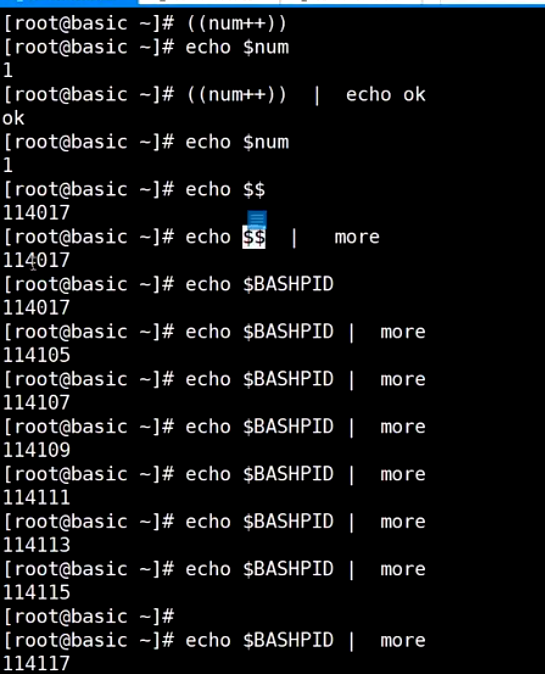 [root@basic ~]# ((num++))
[root@basic ~]# echo $num
1
[root@basic ~]# ((num++))  |  echo ok
ok
[root@basic ~]# echo $num
1
[root@basic ~]# echo $$
114017
[root@basic ~]# echo $$  |   more
114017
[root@basic ~]# echo $BASHPID
114017
[root@basic ~]# echo $BASHPID |  more
114105
[root@basic ~]# echo $BASHPID |  more
114107
[root@basic ~]# echo $BASHPID |  more
114109
[root@basic ~]# echo $BASHPID |  more
114111
[root@basic ~]# echo $BASHPID |  more
114113
[root@basic ~]# echo $BASHPID |  more
114115
[root@basic ~]#
[root@basic ~]# echo $BASHPID |  more
114117